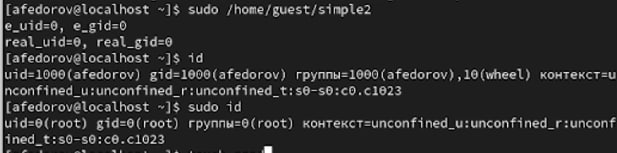 [afedorov@localhost ~]$ sudo /home/guest/simple2
e_uid=0, e_gid=0
real_uid=0, real_gid=0
[afedorov@localhost ~]$ id
uid=1000(afedorov) gid=1000(afedorov) группы=1000(afedorov),10(wheel) контекст=u
nconfined_u:unconfined_r:unconfined_t:s0-s0:c0.c1023
[afedorov@localhost ~]$ sudo id
uid=0(root) gid=0(root) группы=0(root) контекст=unconfined_u:unconfined_r:unconf
ined_t:s0-s0:c0.c1023
[afedorov@localhost ~]$